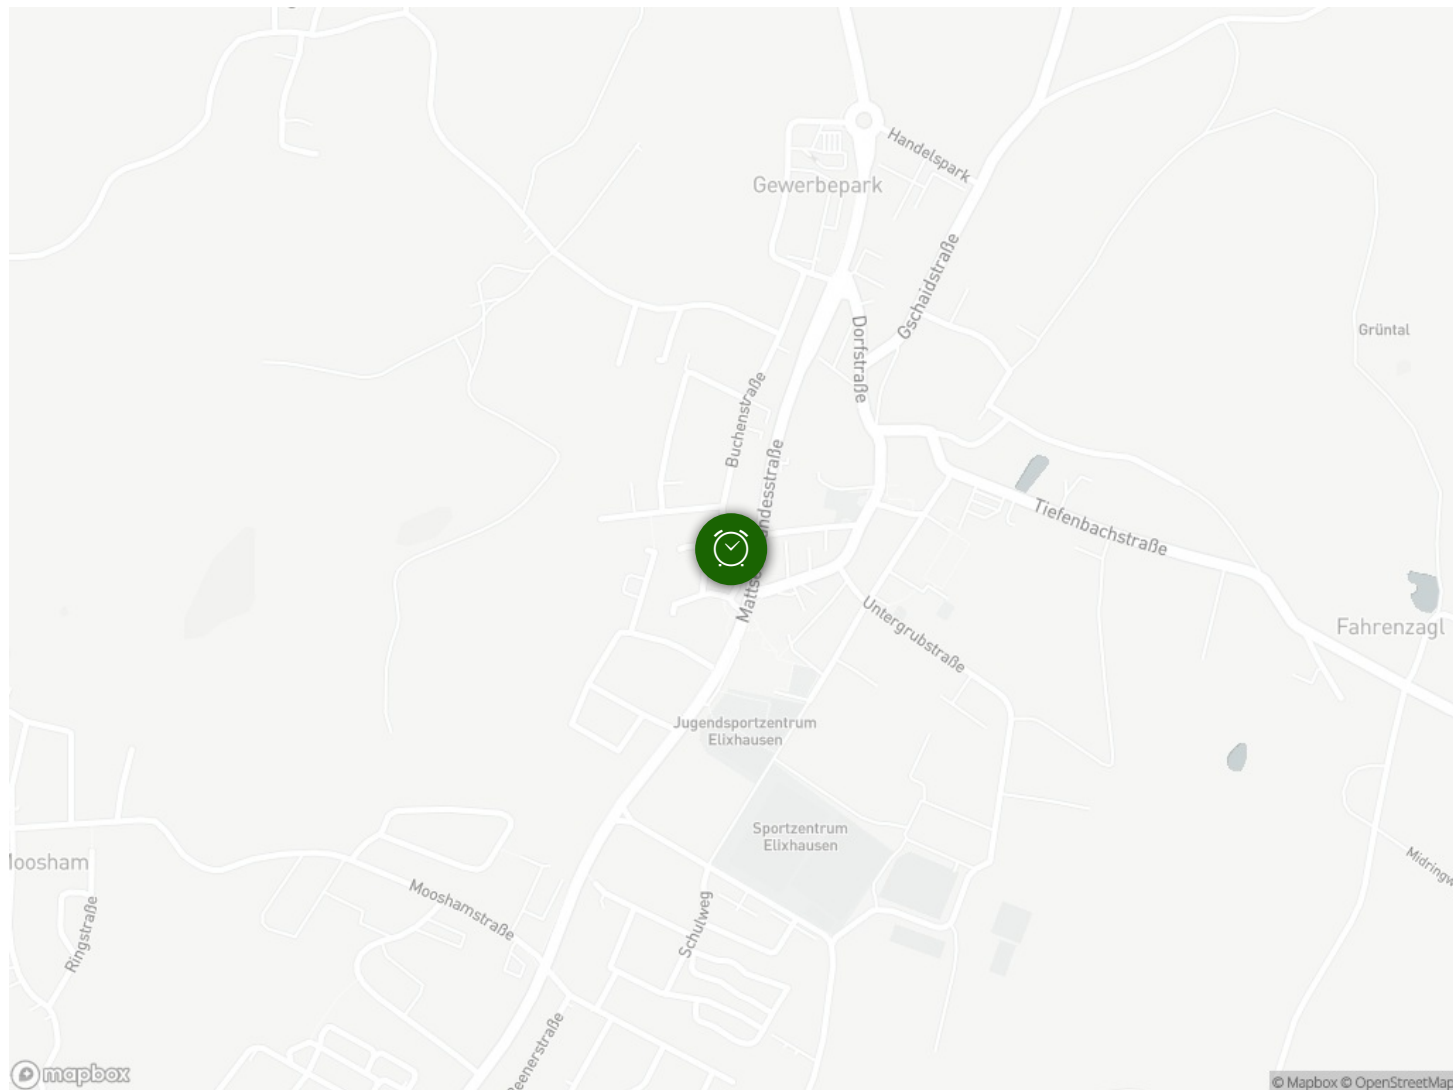 Handelspark
Gewerbepark
Gschaidstraße
Grüntal
Dorfstraße
Buchenstraße
Tiefenbachstraße
Untergrubstraße
Fahrenzagl
Jugendsportzentrum
Elixhausen
Sportzentrum
Elixhausen
Moosham
Mooshamstraße
Ringstraße
Schulweg
mapbox
© Mapbox © OpenStreetMap